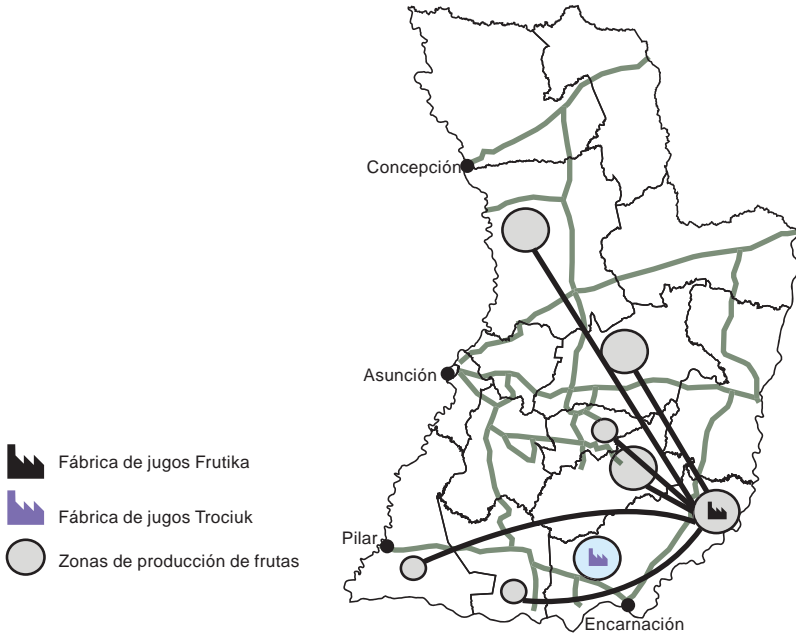 Concepción
Asunción
Fábrica de jugos Frutika
Fábrica de jugos Trociuk
Pilar
Zonas de producción de frutas
Encarnación